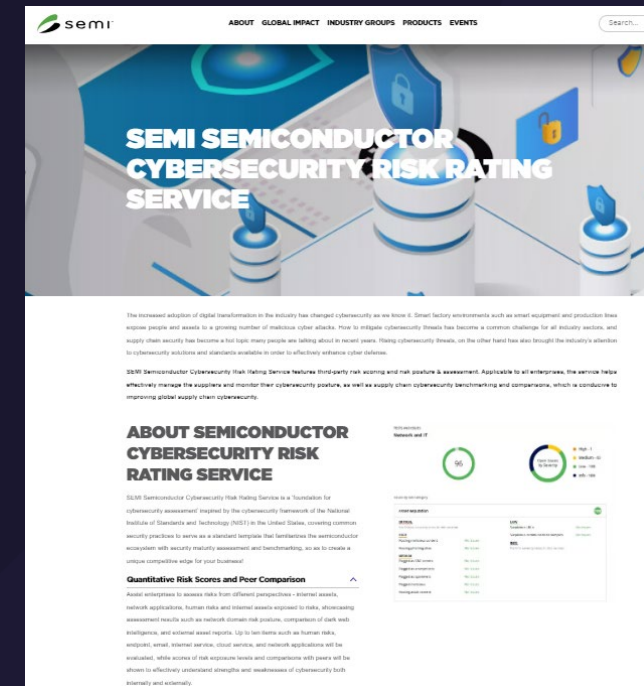 semi
ABOUT GLOBAL IMPACT INDUSTRY GROUPS PRODUCTS EVENTS
Search...
SEMI SEMICONDUCTOR
CYBERSECURITY RISK RATING
SERVICE
The increased adoption of digital transformation in the industry has changed cybersecurity as we know it. Smart factory environments such as smart equipment and production lines
expose people and assets to a growing number of malicious cyber attacks. How to mitigate cybersecurity threats has become a common challenge for all industry sectors, and
supply chain security has become a hot topic many people are talking about in recent years. Rising cybersecurity threats, on the other hand has also brought the industry's attention
to cybersecurity solutions and standards available in order to effectively enhance cyber defense.
SEMI Semiconductor Cybersecurity Risk Rating Service features third-party risk scoring and risk posture & assessment. Applicable to all enterprises, the service helps
effectively manage the suppliers and monitor their cybersecurity posture, as well as supply chain cybersecurity benchmarking and comparisons, which is conducive to
improving global supply chain cybersecurity.
ABOUT SEMICONDUCTOR
CYBERSECURITY RISK
RATING SERVICE
SEMI Semiconductor Cybersecurity Risk Rating Service is a 'foundation for
cybersecurity assessment' inspired by the cybersecurity framework of the National
Institute of Standards and Technology (NIST) in the United States, covering common
security practices to serve as a standard template that familiarizes the semiconductor
ecosystem with security maturity assessment and benchmarking, so as to create a
unique competitive edge for your business!
Quantitative Risk Scores and Peer Comparison
Assist enterprises to assess risks from different perspectives - internet assets,
network applications, human risks and internet assets exposed to risks, showcasing
assessment results such as network domain risk posture, comparison of dark web
intelligence, and external asset reports. Up to ten items such as human risks,
endpoint, email, internet service, cloud service, and network applications will be
evaluated, while scores of risk exposure levels and comparisons with peers will be
shown to effectively understand strengths and weaknesses of cybersecurity both
internally and externally.
Network and IT
96